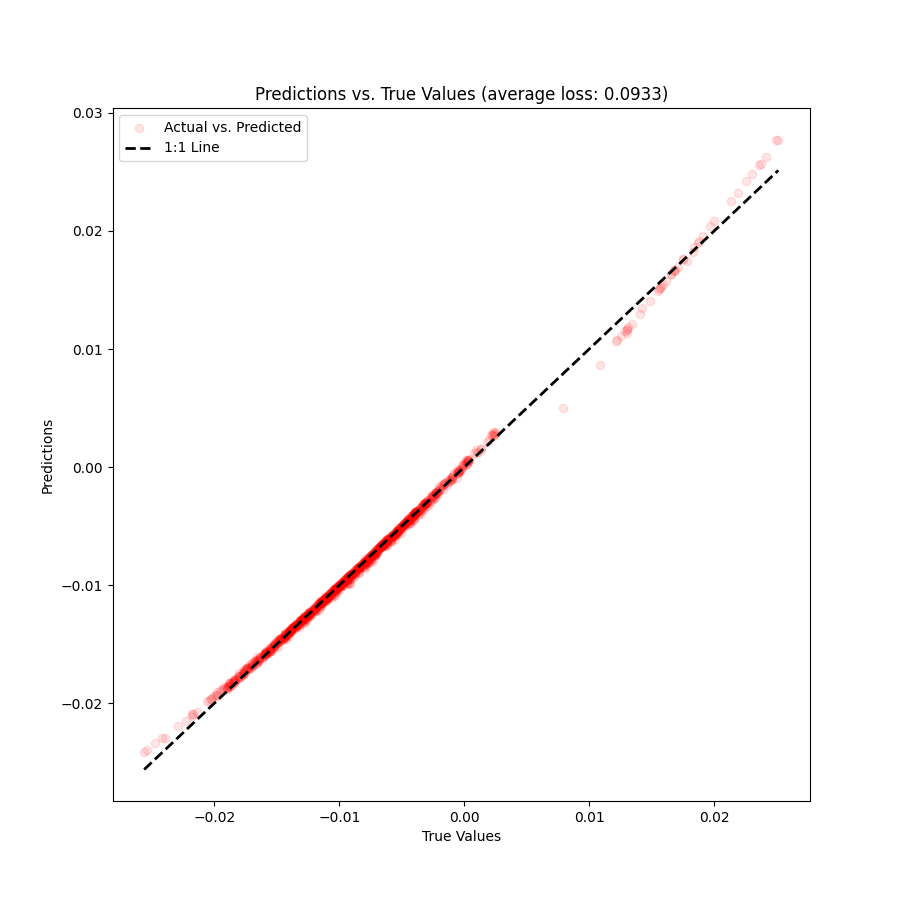 Predictions vs. True Values (average loss: 0.0933)
Actual vs. Predicted
1:1 Line
0.03
0.02
0.01
0.00
−0.01
−0.02
Predictions
−0.02
−0.01
0.00
0.01
0.02
True Values